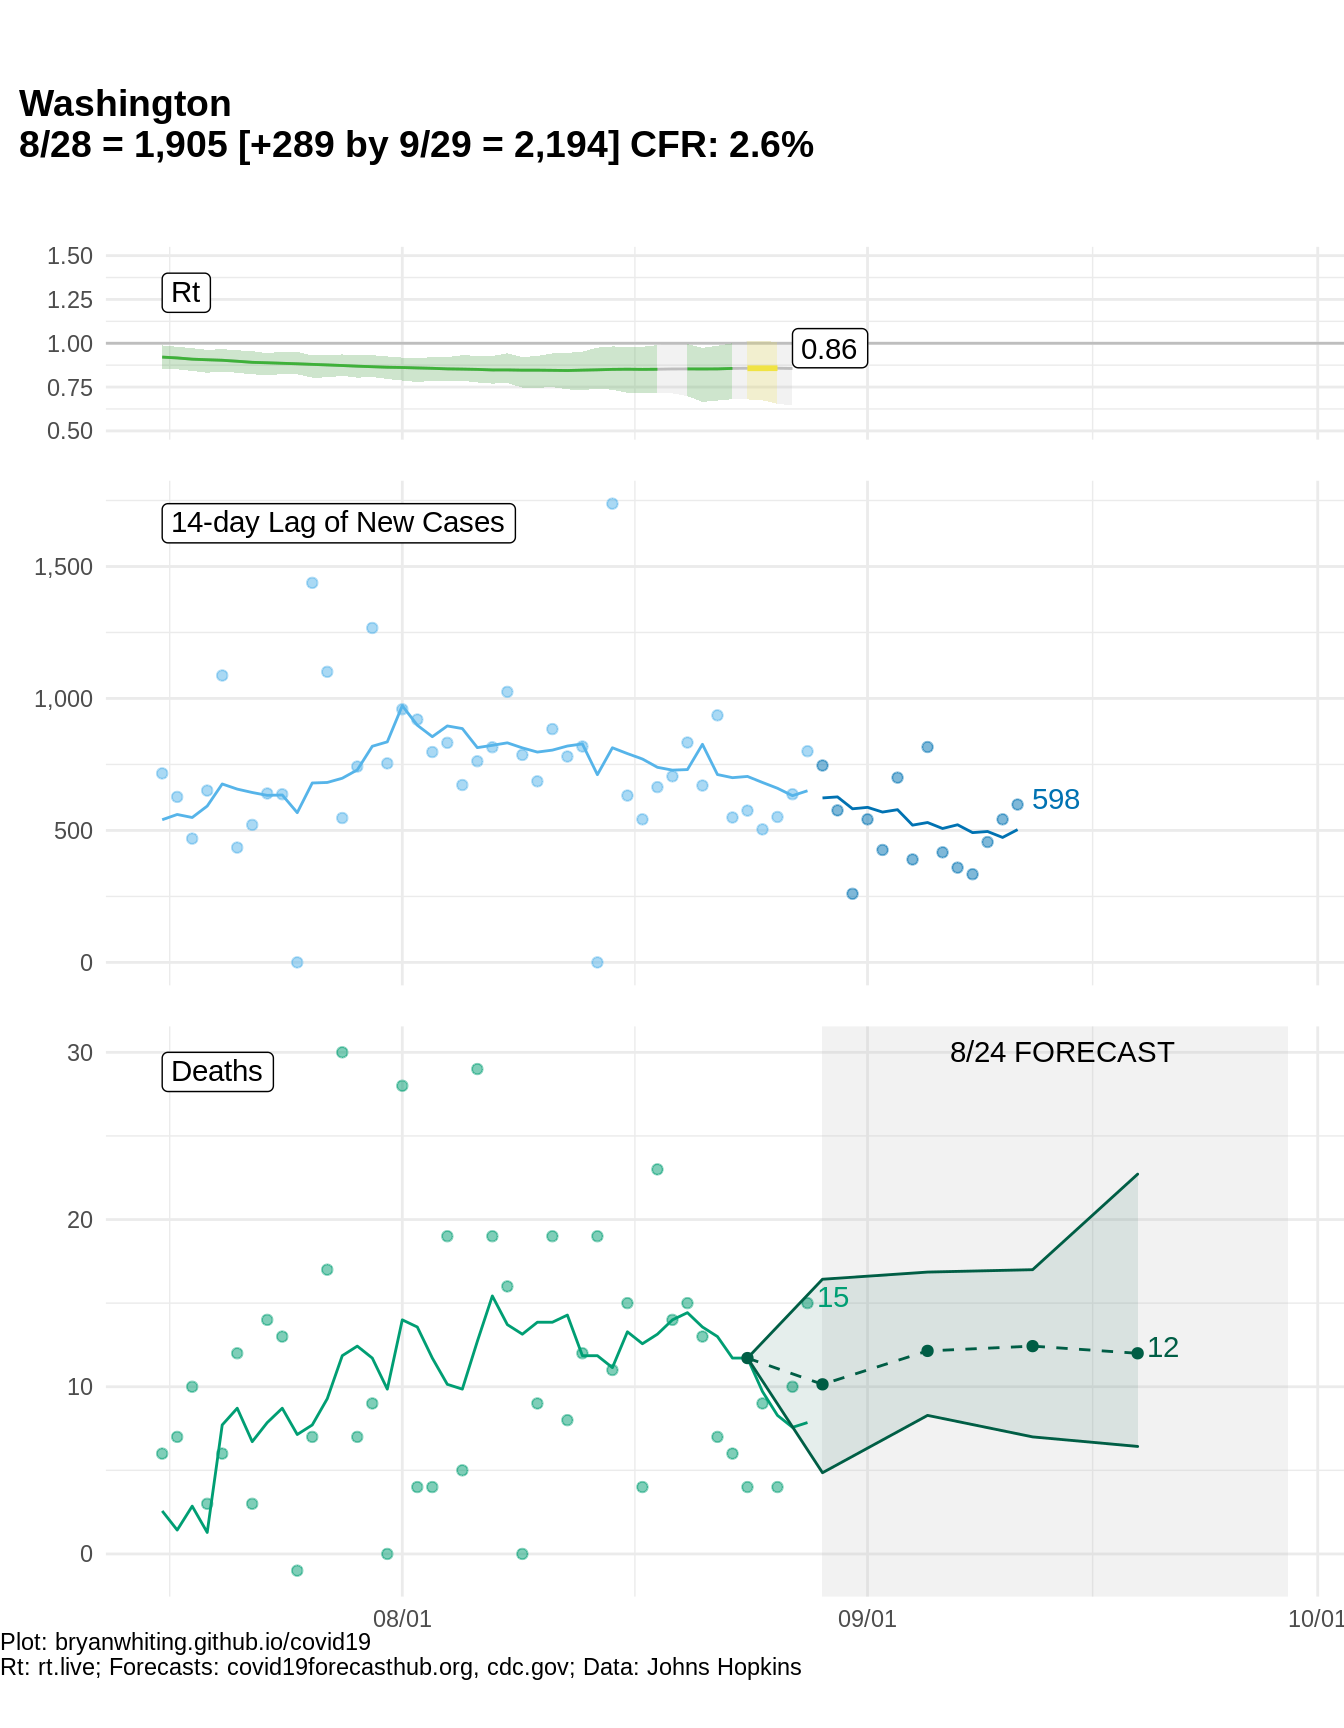 Washington
8/28 = 1,905 [+289 by 9/29 = 2,194] CFR: 2.6%
1.50
1.25
1.00
0.75
0.50
Rt
0.86
14-day Lag of New Cases
1,500
1,000
500
0
598
30
20
10
0
Deaths
8/24 FORECAST
15
12
08/01
09/01
10/01
Plot: bryanwhiting.github.io/covid19
Rt: rt.live; Forecasts: covid19forecasthub.org, cdc.gov; Data: Johns Hopkins